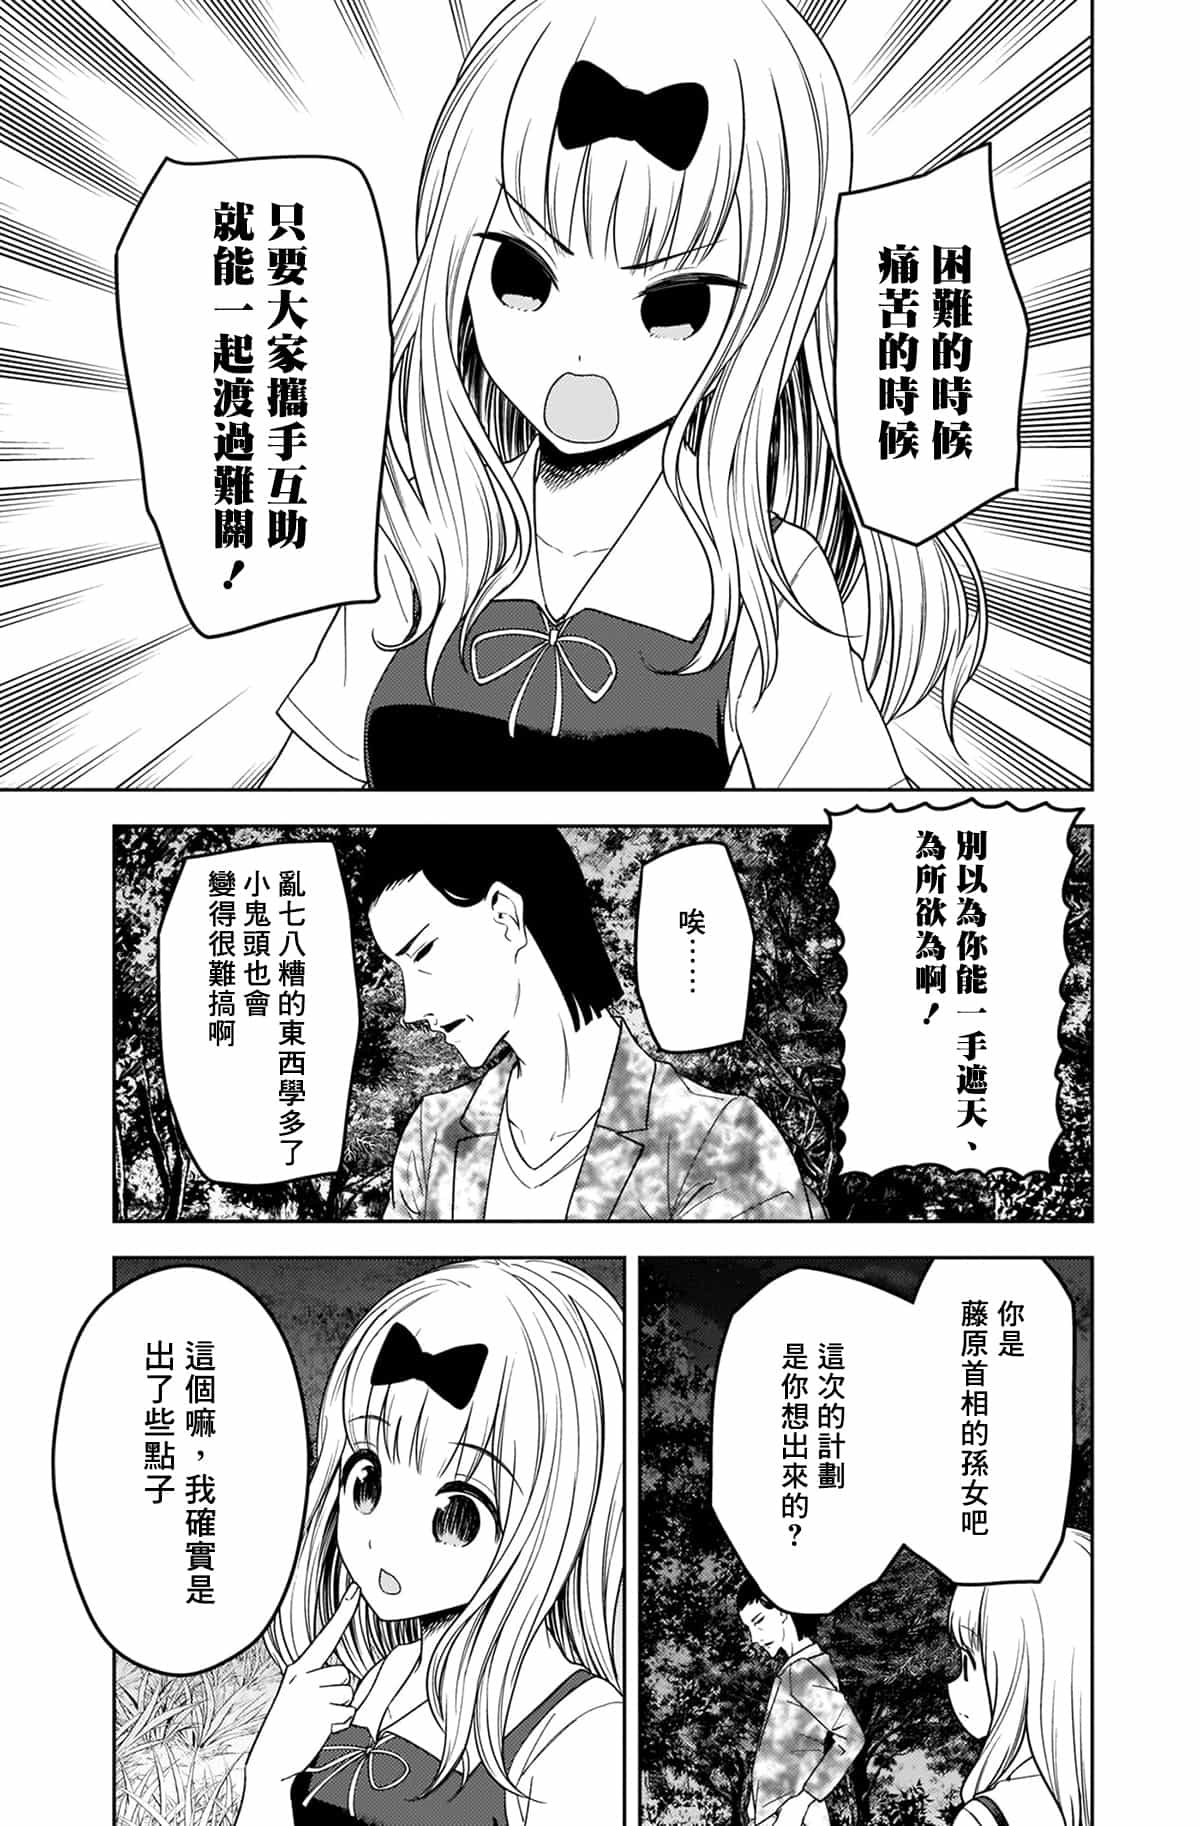 困難的時候
痛苦的時候
只要大家攜手互助
就能一起渡過難關！
別以為你能一手遮天、
為所欲為啊！
唉……
亂七八糟的東西學多了
小鬼頭也會
變得很難搞啊
你是
藤原首相的孫女吧
這次的計劃
是你想出來的？
這個嘛，我確實是
出了些點子